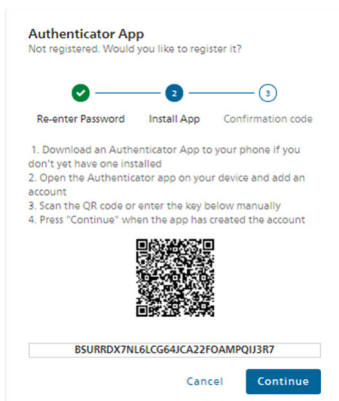 Authenticator App
Not registered. Would you like to register it?
2
3
Re-enter Password
Install App
Confirmation code
1. Download an Authenticator App to your phone if you
don't yet have one installed
2. Open the Authenticator app on your device and add an
account
3. Scan the QR code or enter the key below manually
4. Press "Continue" when the app has created the account
BSURRDX7NL6LCG64JCA22FOAMPQIJ3R7
Cancel
Continue